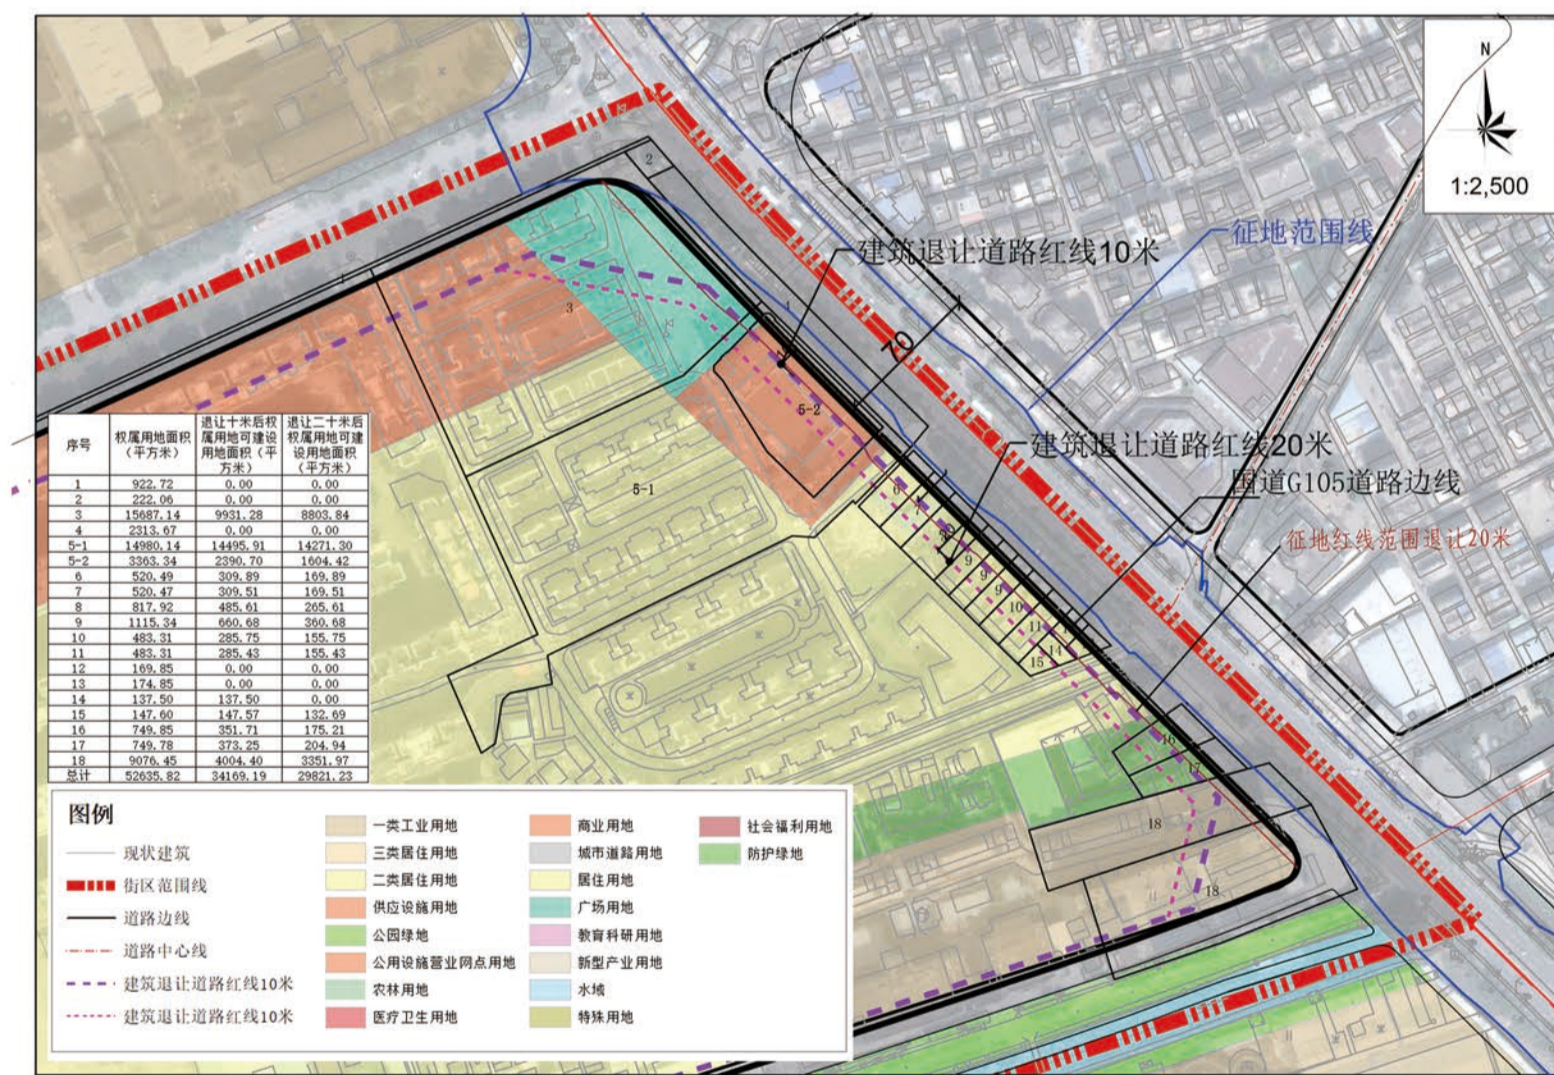 N
1:2,500
征地范围线
建筑退让道路红线10米
70
建筑退让道路红线20米
国道G105道路边线
征地红线范围退让20米
2
1
1
3
5-2
5-1
6
7
8
9
9
9
10
11
14
15
16
17
18
18
序号 权属用地面积（平方米） 退让十米后权属用地可建设用地面积（平方米） 退让二十米后权属用地可建设用地面积（平方米）
1 922.72 0.00 0.00
2 222.06 0.00 0.00
3 15687.14 9931.28 8803.84
4 2313.67 0.00 0.00
5-1 14980.14 14495.91 14271.30
5-2 3363.34 2390.70 1604.42
6 520.49 309.89 169.89
7 520.47 309.51 169.51
8 817.92 485.61 265.61
9 1115.34 660.68 360.68
10 483.31 285.75 155.75
11 483.31 285.43 155.43
12 169.85 0.00 0.00
13 174.85 0.00 0.00
14 137.50 137.50 0.00
15 147.60 147.57 132.69
16 749.85 351.71 175.21
17 749.78 373.25 204.94
18 9076.45 4004.40 3351.97
总计 52635.82 34169.19 29821.23
图例
现状建筑
街区范围线
道路边线
道路中心线
建筑退让道路红线10米
建筑退让道路红线10米
一类工业用地
三类居住用地
二类居住用地
供应设施用地
公园绿地
公用设施营业网点用地
农林用地
医疗卫生用地
商业用地
城市道路用地
居住用地
广场用地
教育科研用地
新型产业用地
水域
特殊用地
社会福利用地
防护绿地